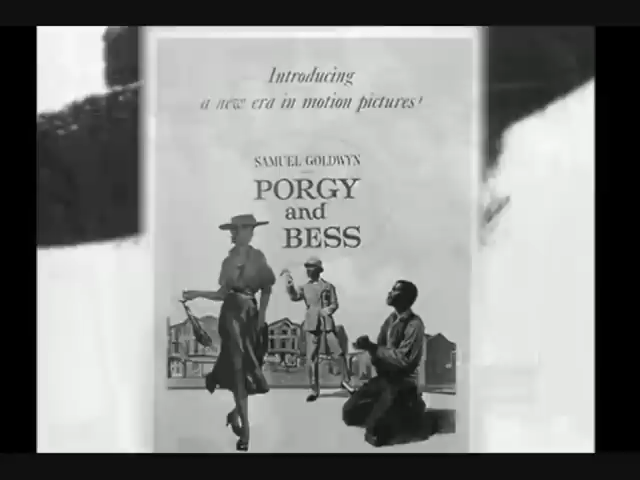 Introducing
a new era in motion pictures!
SAMUEL GOLDWYN
PORGY
and
BESS